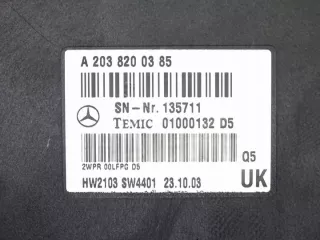 A 203 820 03 85
SN-Nr. 135711
TEMIC 01000132 D5
2WPR 00LFPC D5
Q5
HW2103 SW4401 23.10.03 UK